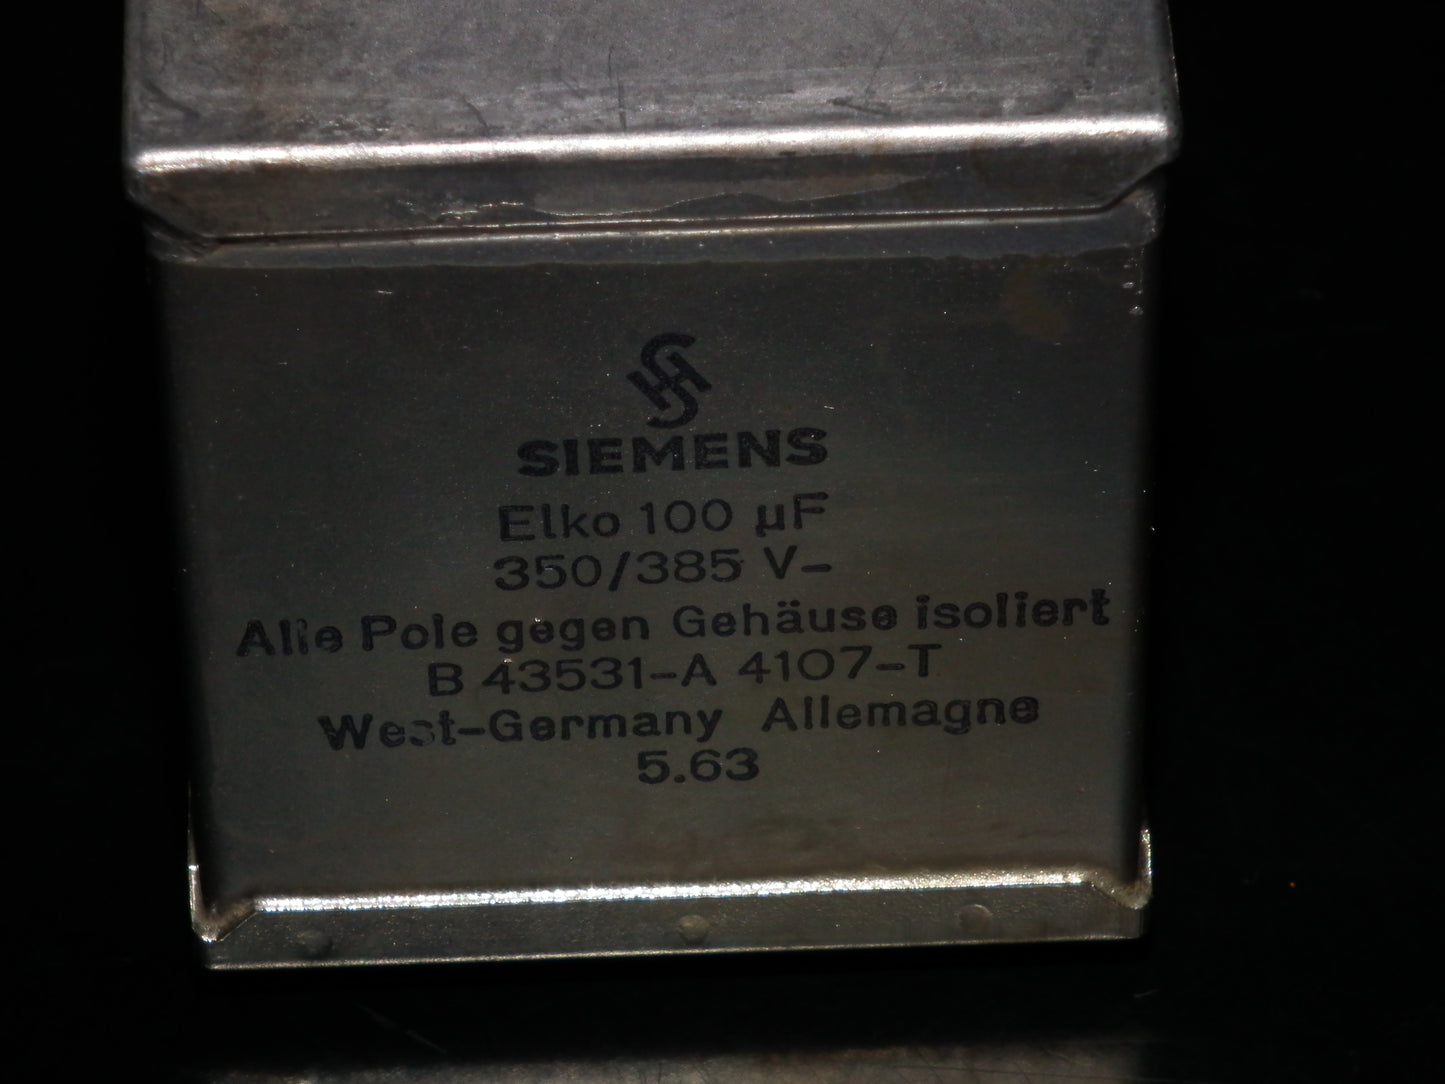 SIEMENS
Elko 100 µF
350/385 V–
Alle Pole gegen Gehäuse isoliert
B 43531-A 4107-T
West-Germany Allemagne
5.63